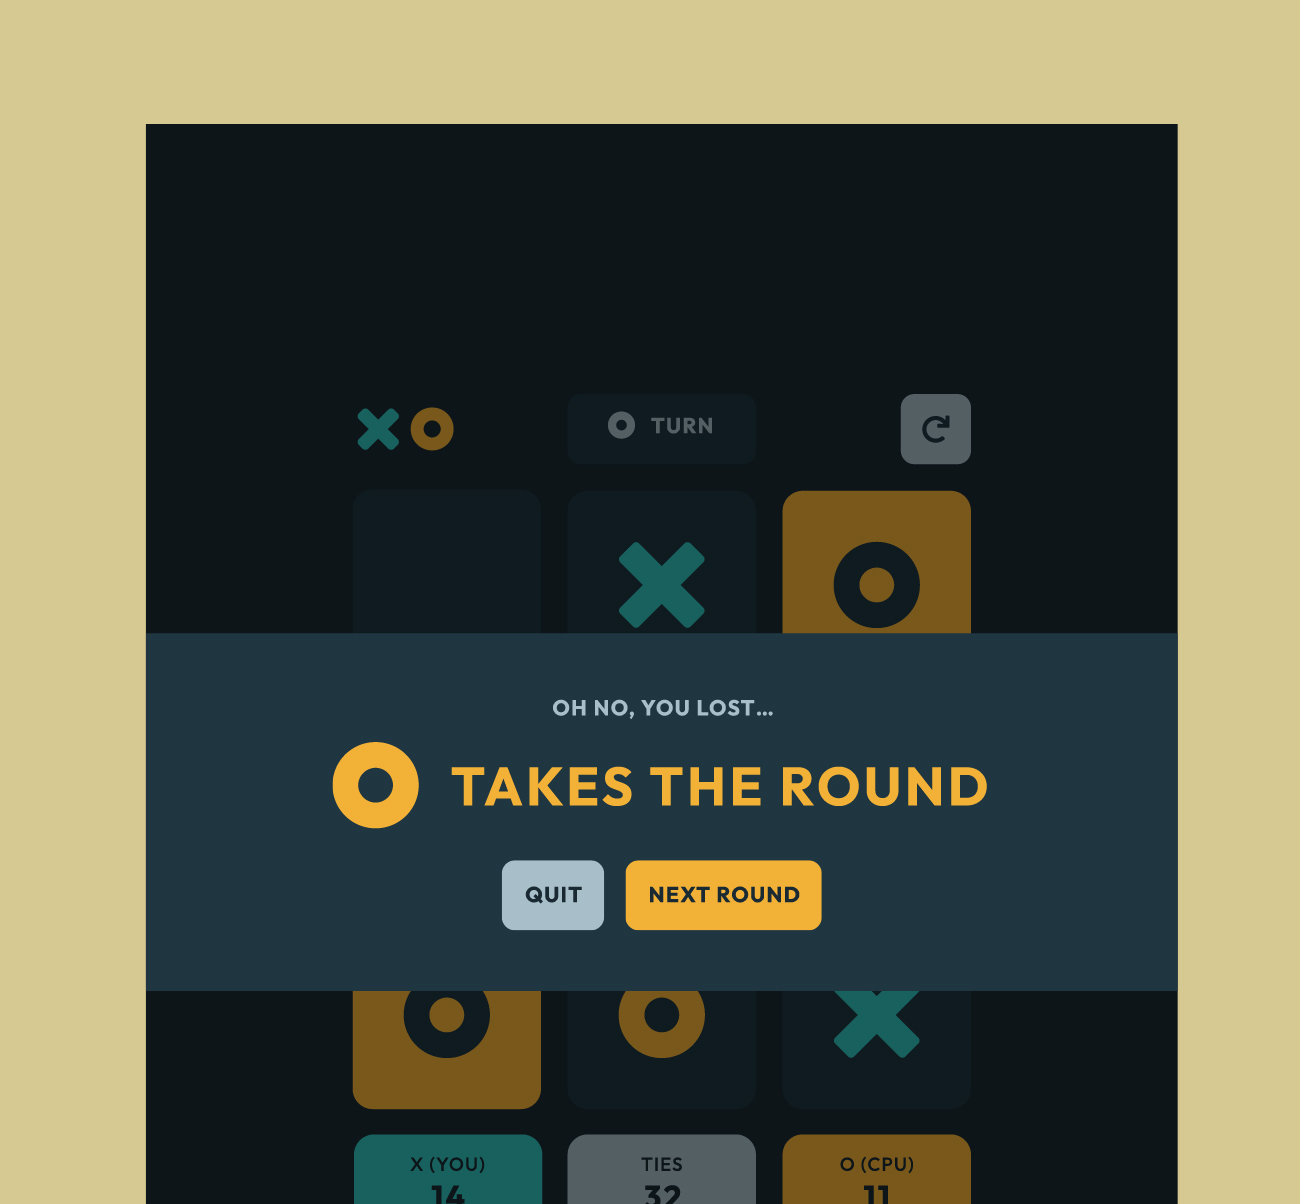 TURN
OH NO, YOU LOST...
TAKES THE ROUND
QUIT
NEXT ROUND
X (YOU)
TIES
O (CPU)
14
32
11